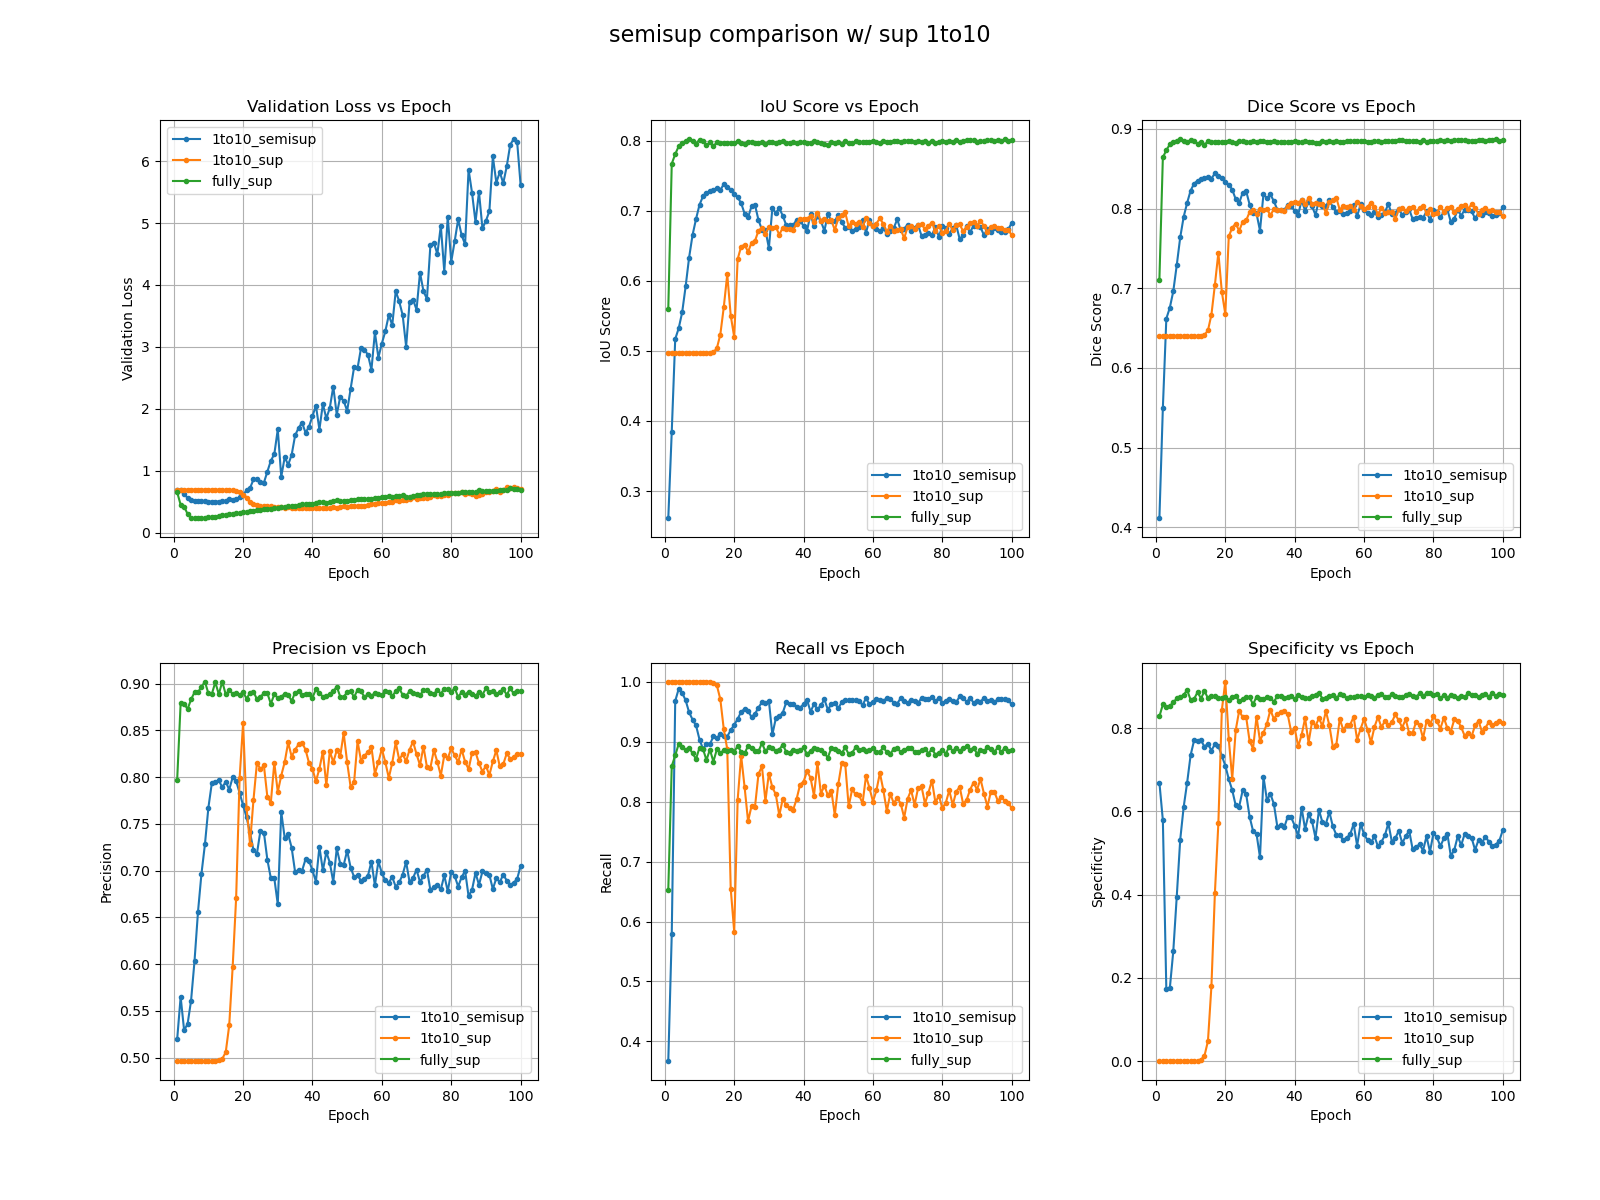 semisup comparison w/ sup 1to10
Validation Loss vs Epoch
Validation Loss
6
5
4
3
2
1
0
1to10_semisup
1to10_sup
fully_sup
0 20 40 60 80 100
Epoch
IoU Score vs Epoch
IoU Score
0.8
0.7
0.6
0.5
0.4
0.3
1to10_semisup
1to10_sup
fully_sup
0 20 40 60 80 100
Epoch
Dice Score vs Epoch
Dice Score
0.9
0.8
0.7
0.6
0.5
0.4
1to10_semisup
1to10_sup
fully_sup
0 20 40 60 80 100
Epoch
Precision vs Epoch
Precision
0.90
0.85
0.80
0.75
0.70
0.65
0.60
0.55
0.50
1to10_semisup
1to10_sup
fully_sup
0 20 40 60 80 100
Epoch
Recall vs Epoch
Recall
1.0
0.9
0.8
0.7
0.6
0.5
0.4
1to10_semisup
1to10_sup
fully_sup
0 20 40 60 80 100
Epoch
Specificity vs Epoch
Specificity
0.8
0.6
0.4
0.2
0.0
1to10_semisup
1to10_sup
fully_sup
0 20 40 60 80 100
Epoch